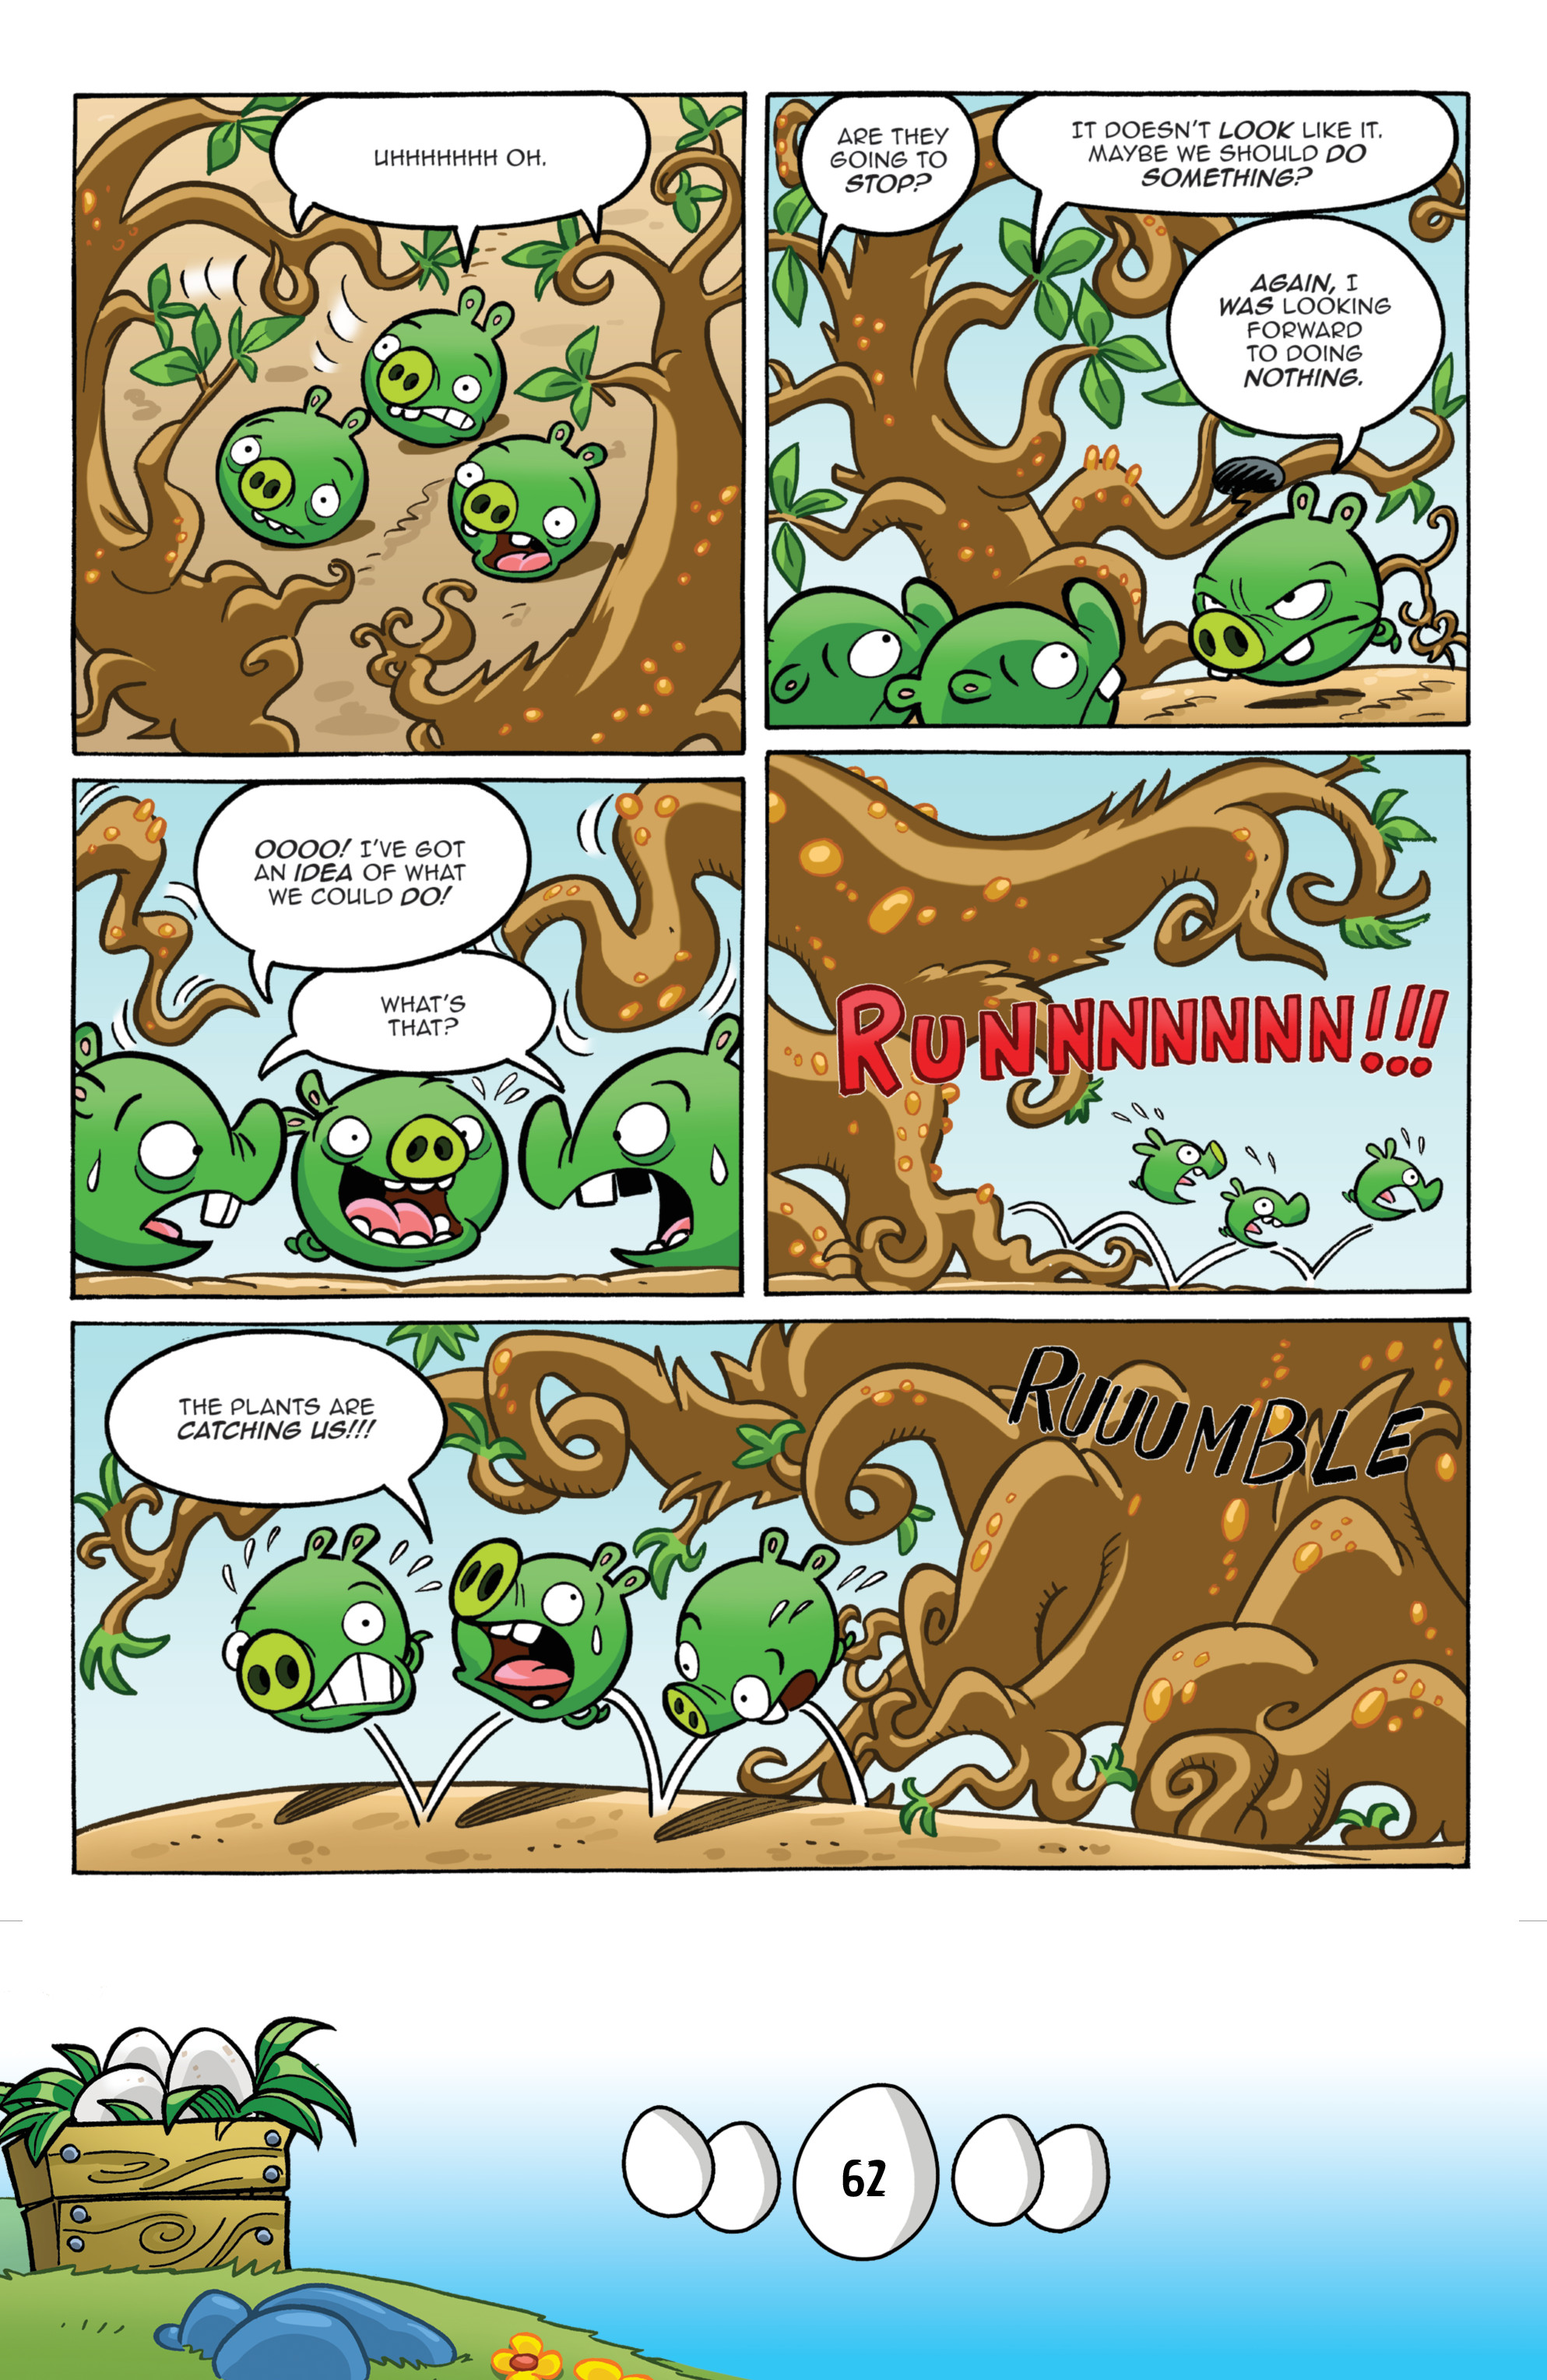 UHHHHHHH OH.
ARE THEY
GOING TO
STOP?
IT DOESN'T LOOK LIKE IT.
MAYBE WE SHOULD DO
SOMETHING?
AGAIN, I
WAS LOOKING
FORWARD
TO DOING
NOTHING.
OOOO! I'VE GOT
AN IDEA OF WHAT
WE COULD DO!
WHAT'S
THAT?
RUNNNNNNNN!!!
THE PLANTS ARE
CATCHING US!!!
RUUUMBLE
62